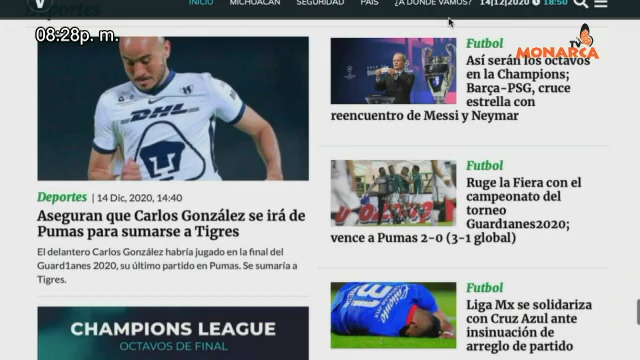 INICIO MICHOACÁN SEGURIDAD PAÍS ¿A DÓNDE VAMOS? 14/12/2020 18:50
Deportes
08:28p. m.
TV
MONARCA
DHL
Deportes | 14 Dic, 2020, 14:40
Aseguran que Carlos González se irá de
Pumas para sumarse a Tigres
El delantero Carlos González habría jugado en la final del
Guard1anes 2020, su último partido en Pumas. Se sumaría a
Tigres.
CHAMPIONS LEAGUE
OCTAVOS DE FINAL
Futbol
Así serán los octavos
en la Champions;
Barça-PSG, cruce
estrella con
reencuentro de Messi y Neymar
Futbol
Ruge la Fiera con el
campeonato del
torneo
Guard1anes2020;
vence a Pumas 2-0 (3-1
global)
Futbol
31
Liga Mx se solidariza
con Cruz Azul ante
insinuación de
arreglo de partido